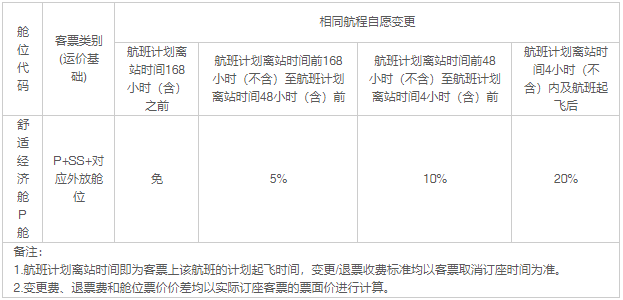 舱位代码
客票类别(运价基础)
相同航程自愿变更
航班计划离站时间168小时（含）之前
航班计划离站时间前168小时（不含）至航班计划离站时间48小时（含）前
航班计划离站时间前48小时（不含）至航班计划离站时间4小时（含）前
航班计划离站时间4小时（不含）内及航班起飞后
舒适经济舱P舱
P+SS+对应外放舱位
免
5%
10%
20%
备注：
1.航班计划离站时间即为客票上该航班的计划起飞时间，变更/退票收费标准均以客票取消订座时间为准。
2.变更费、退票费和舱位票价价差均以实际订座客票的票面价进行计算。